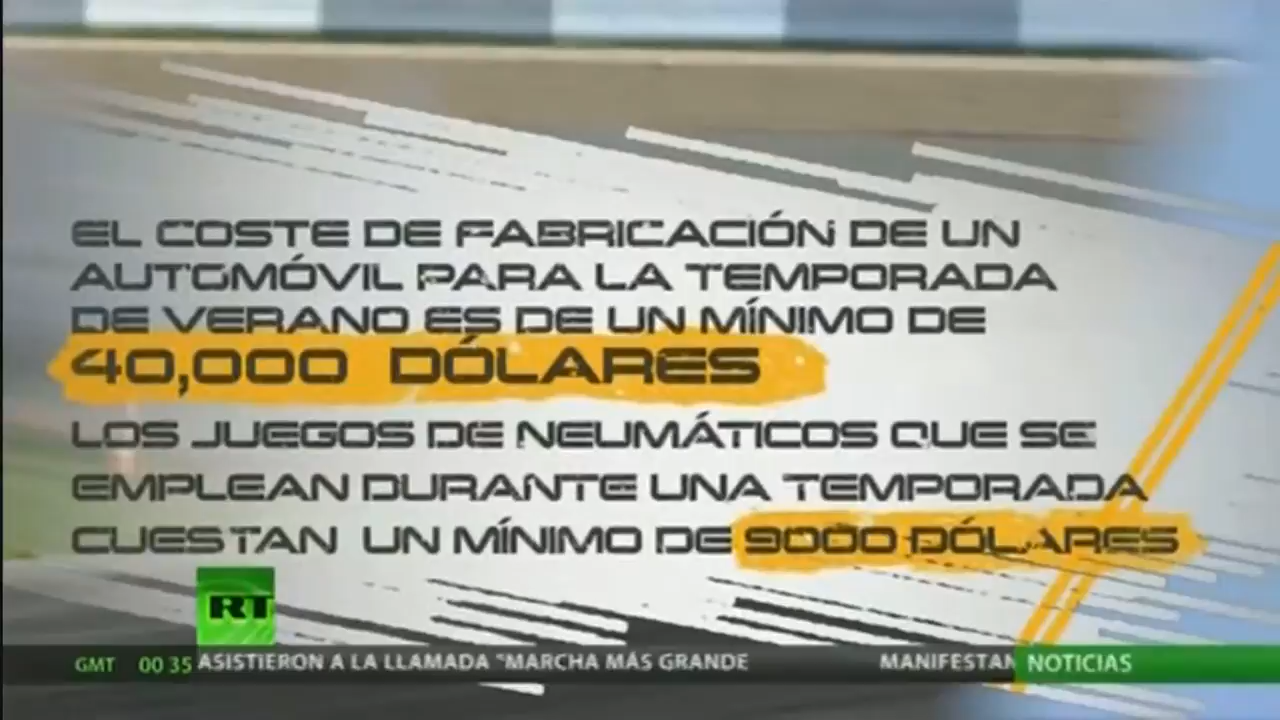 EL COSTE DE FABRICACIÓN DE UN
AUTOMÓVIL PARA LA TEMPORADA
DE VERANO ES DE UN MÍNIMO DE
40,000 DÓLARES
LOS JUEGOS DE NEUMÁTICOS QUE SE
EMPLEAN DURANTE UNA TEMPORADA
CUESTAN UN MÍNIMO DE 9000 DÓLARES
RT
GMT 00:35 ASISTIERON A LA LLAMADA "MARCHA MÁS GRANDE MANIFESTAN NOTICIAS